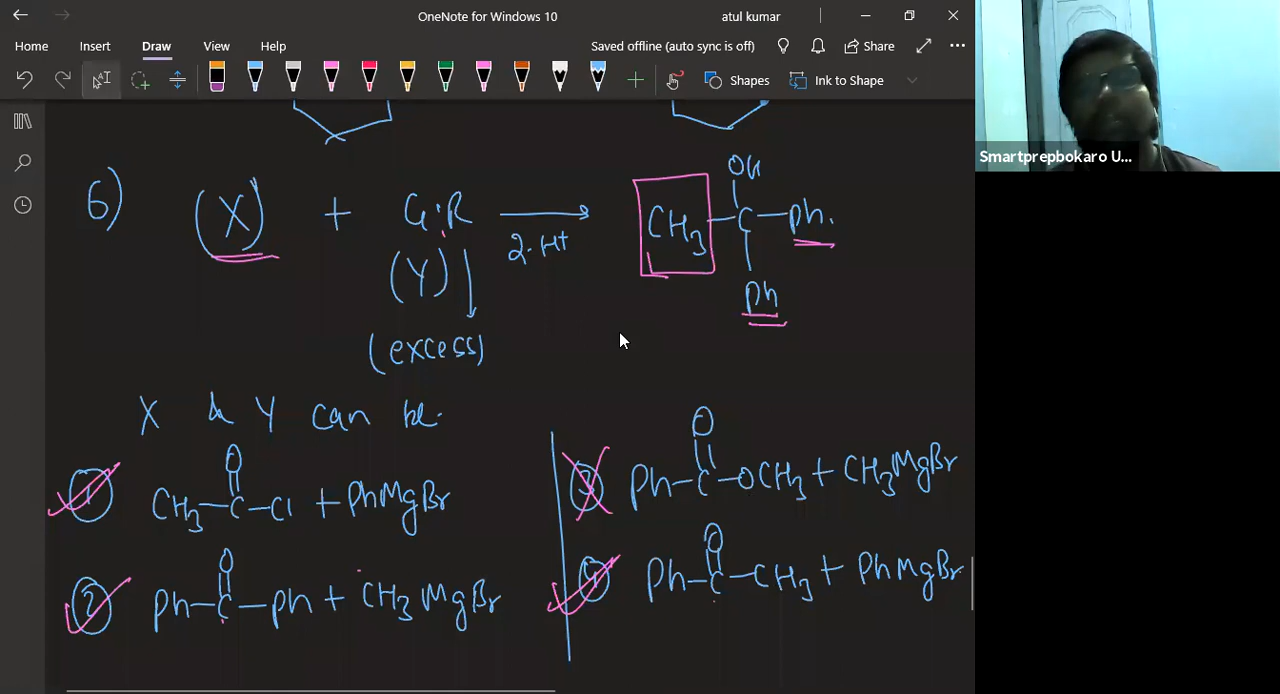 OneNote for Windows 10
atul kumar
Home Insert Draw View Help
Saved offline (auto sync is off)
Share
Shapes
Ink to Shape
Smartprepbokaro U...
6) (X) + G.R 2. H+
(Y)
(excess)
OH
CH3-C-Ph.
Ph
X & Y can be.
① CH3-C-Cl + PhMgBr
O
② Ph-C-Ph + CH3MgBr
O
③ Ph-C-OCH3 + CH3MgBr
O
④ Ph-C-CH3 + PhMgBr
O